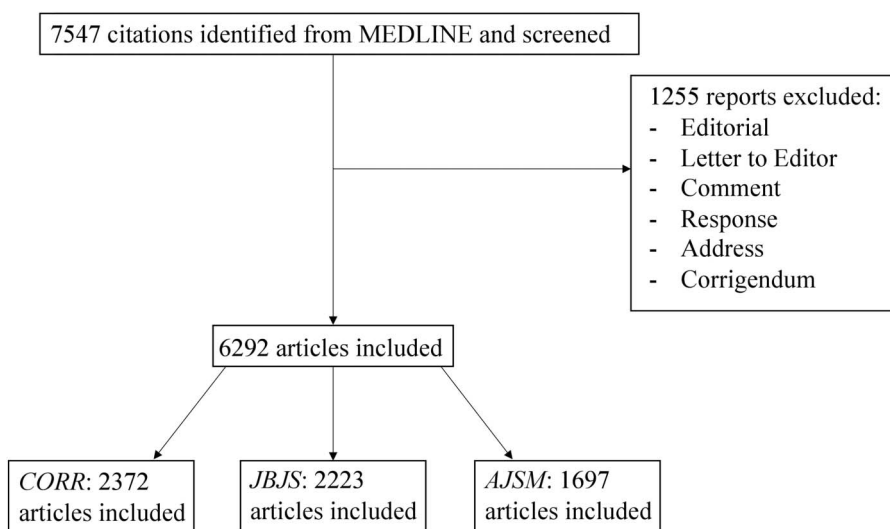 7547 citations identified from MEDLINE and screened
1255 reports excluded:
- Editorial
- Letter to Editor
- Comment
- Response
- Address
- Corrigendum
6292 articles included
CORR: 2372
articles included
JBJS: 2223
articles included
AJSM: 1697
articles included